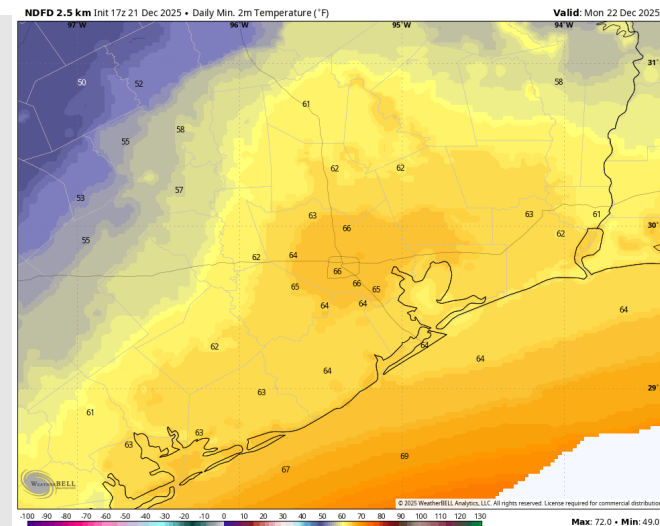 NDFD 2.5 km Init 17z 21 Dec 2025 • Daily Min. 2m Temperature (°F)
Valid: Mon 22 Dec 2025
97°W 96°W 95°W 94°W
31°
50 52 58
61
58
55
62 62
57
53
63 63 61
66 62
30°
55
62 64
66
65 66 65
64 64
64
62 64 64
64
29°
63
61
63
63
69
67
WeatherBELL
© 2025 WeatherBELL Analytics, LLC. All rights reserved. License required for commercial distributio
-100 -90 -80 -70 -60 -50 -40 -30 -20 -10 0 10 20 30 40 50 60 70 80 90 100 110 120 130
Max: 72.0 • Min: 49.0